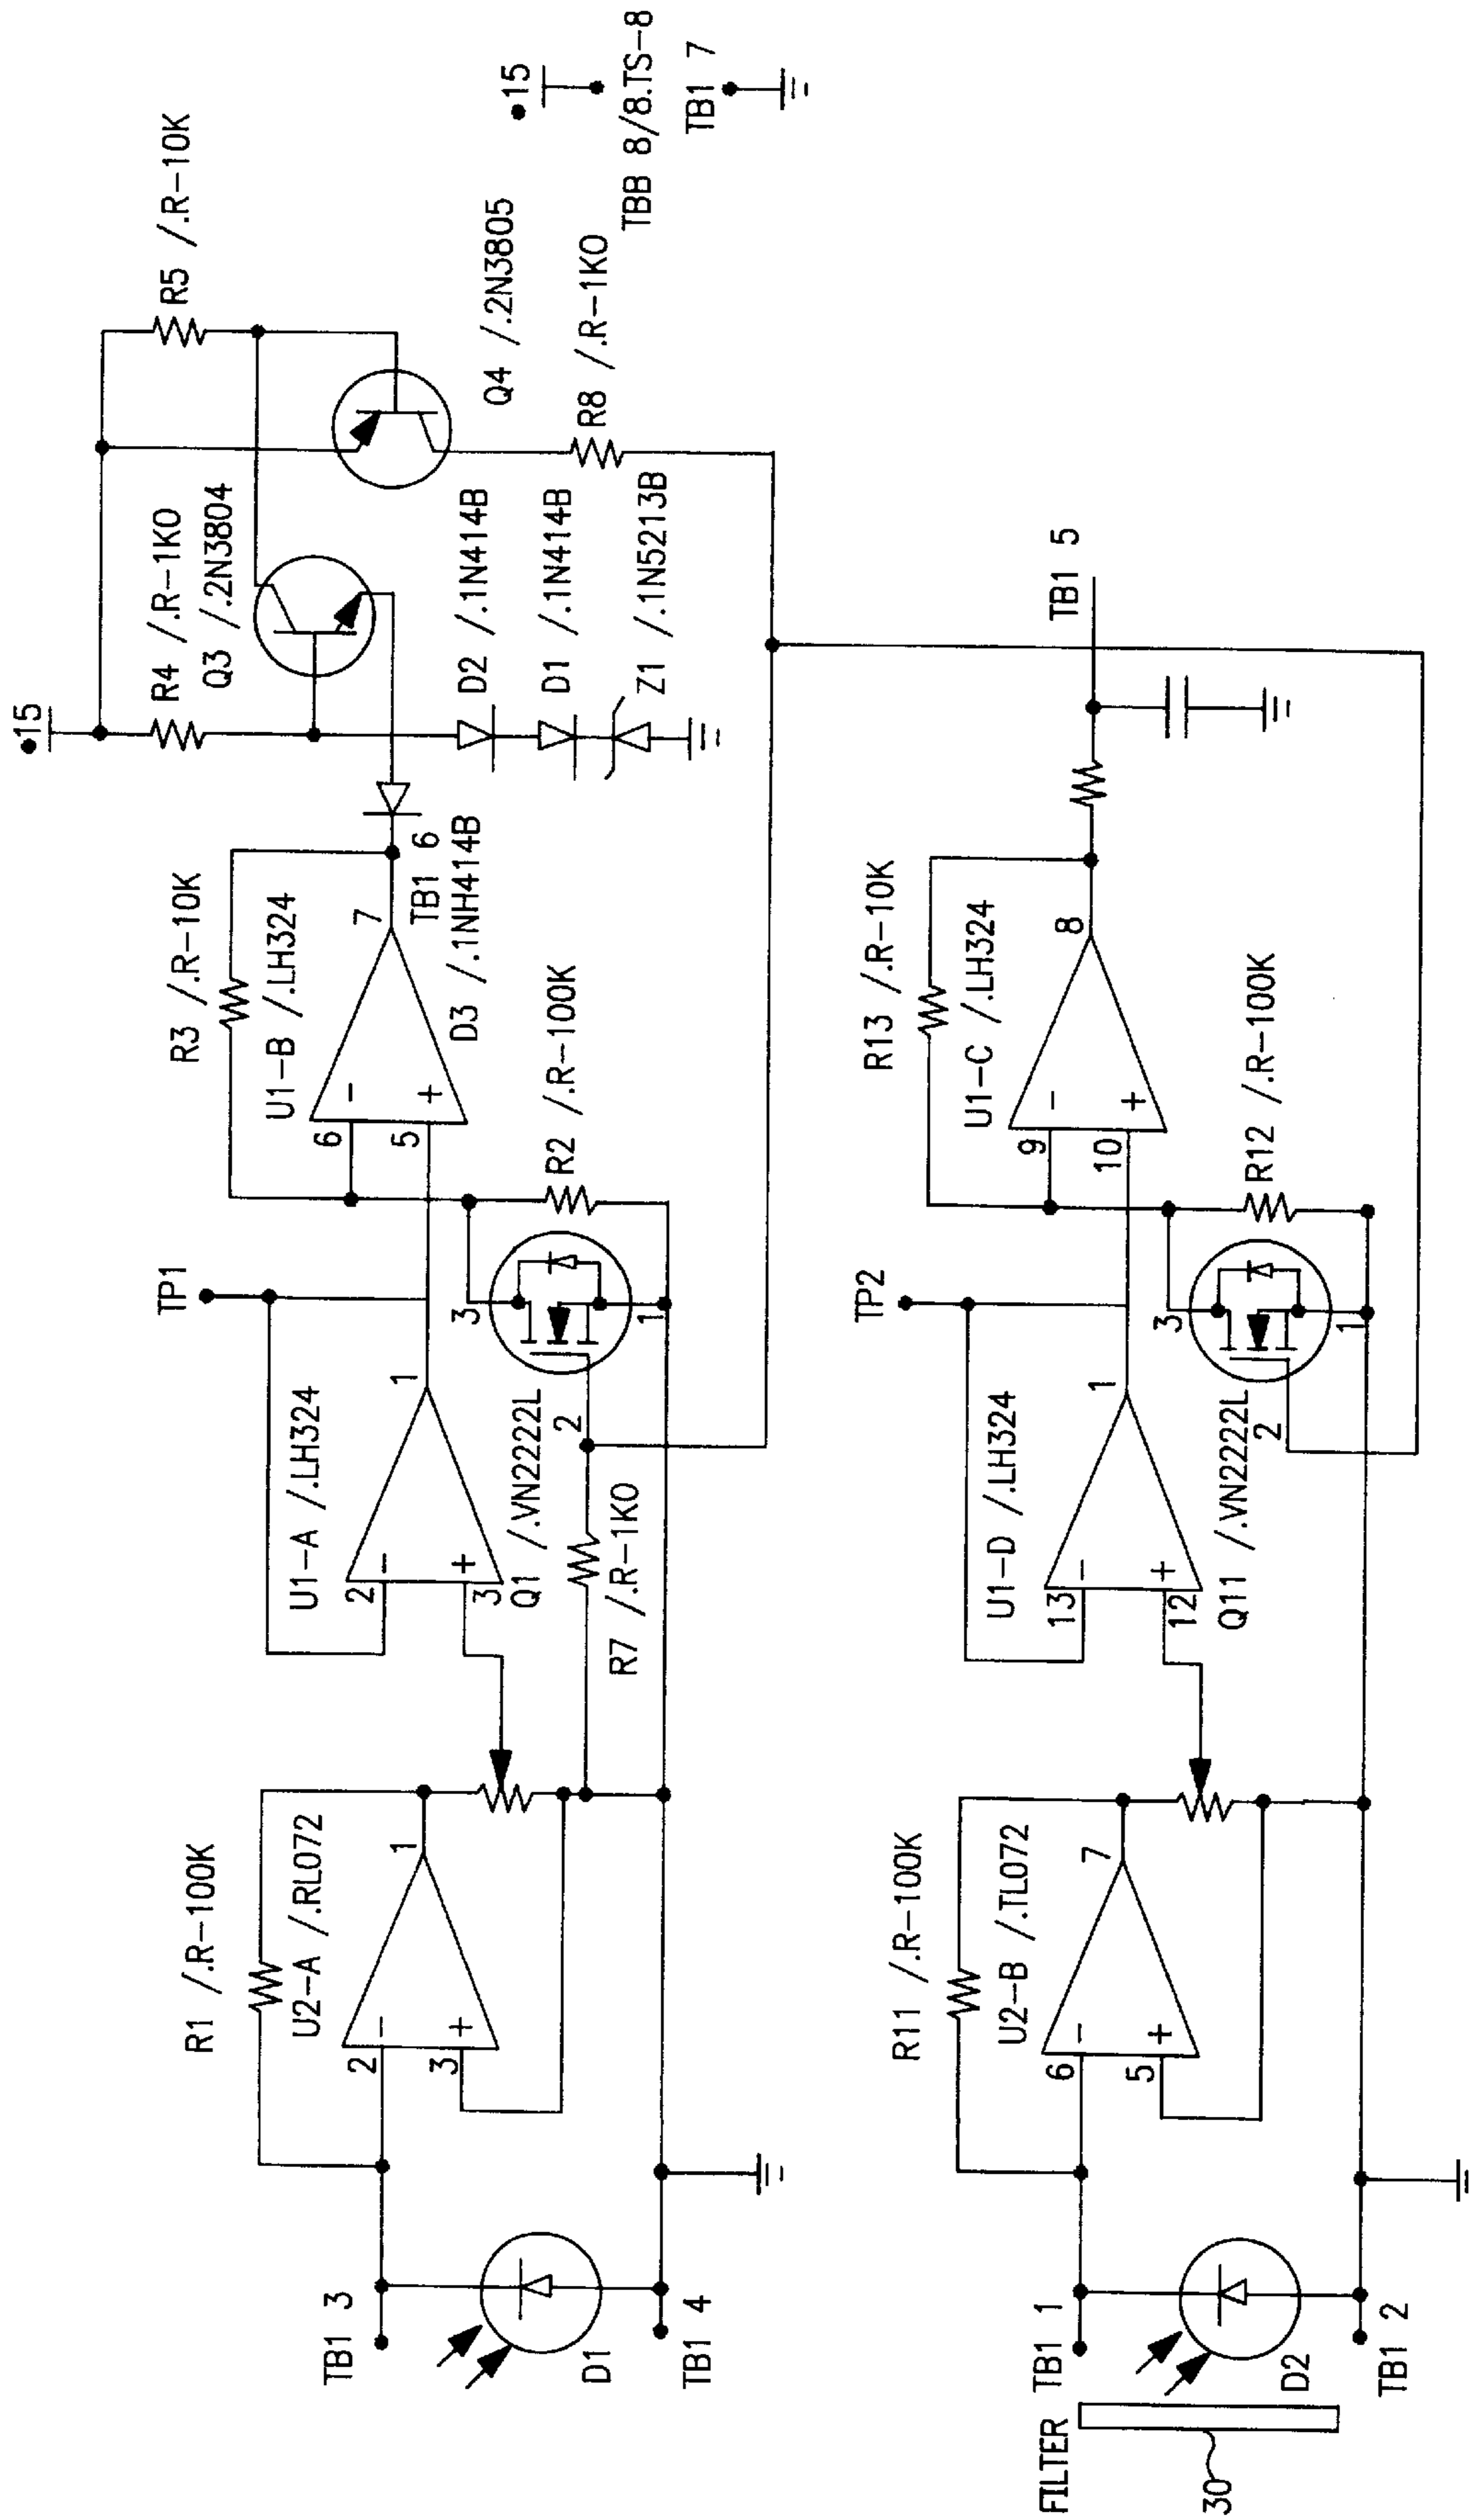 •15
R4 /.R-1KO
Q3 /.2N3804
R5 /.R-10K
Q4 /.2N3805
R8 /.R-1KO
D2 /.1N414B
D1 /.1N414B
Z1 /.1N5213B
•15
TBB 8/8.TS-8
TB1 7
R3 /.R-10K
U1-B /.LH324
6
5
7
-
+
TB1 6
D3 /.1NH414B
R2 /.R-100K
TP1
U1-A /.LH324
2
3
1
-
+
Q1 /.VN2222L
3
2
1
R7 /.R-1KO
R1 /.R-100K
U2-A /.RL072
2
3
1
-
+
TB1 3
D1
TB1 4
TB1 5
R13 /.R-10K
U1-C /.LH324
9
10
8
-
+
R12 /.R-100K
TP2
U1-D /.LH324
13
12
1
-
+
Q11 /.VN2222L
3
2
1
R11 /.R-100K
U2-B /.TL072
6
5
7
-
+
TB1 1
D2
TB1 2
FILTER
30